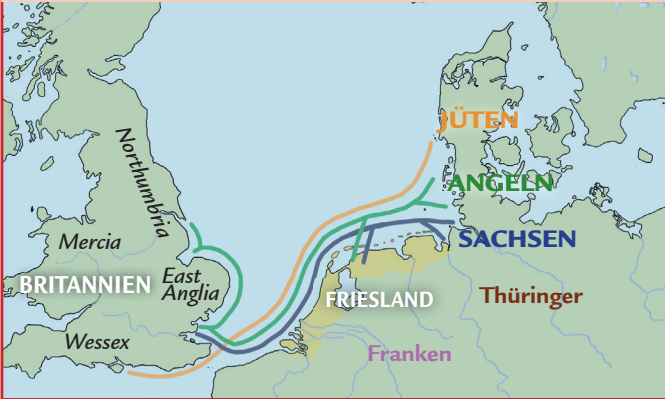 JÜTEN
Northumbria
ANGELN
Mercia
SACHSEN
BRITANNIEN
East
Anglia
FRIESLAND
Thüringer
Wessex
Franken